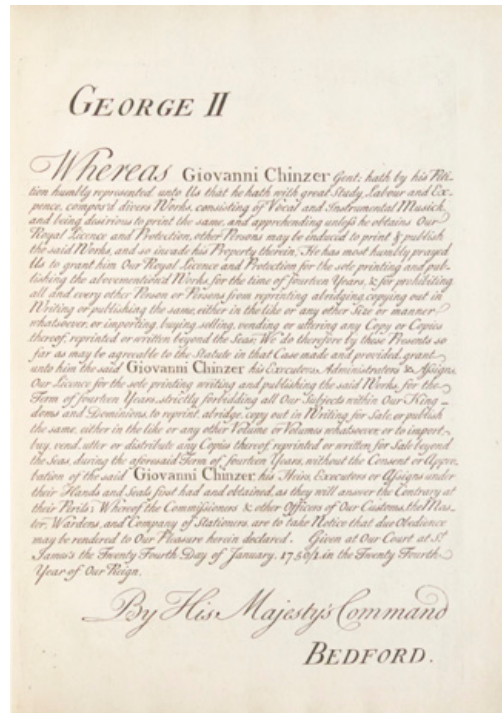 GEORGE II
Whereas Giovanni Chinzer Gent: hath by his Peti-
tion humbly represented unto Us that he hath with great Study, Labour and Ex-
pence, compos'd divers Works, consisting of Vocal and Instrumental Musick,
and being desirious to print the same, and apprehending unless he obtains Our
Royal Licence and Protection, other Persons may be induced to print & publish
the said Works, and so invade his Property therein; He has most humbly prayed
Us to grant him Our Royal Licence and Protection for the sole printing and pub-
lishing the abovementioned Works, for the time of fourteen Years, & for prohibiting
all and every other Person or Persons from reprinting abridging, copying out in
Writing or publishing the same, either in the like or any other Size or manner
whatsoever, or importing, buying, selling, vending or uttering any Copy or Copies
thereof, reprinted or written beyond the Seas; We do therefore by these Presents so
far as may be agreeable to the Statute in that Case made and provided, grant
unto him the said Giovanni Chinzer his Executors, Administrators & Assigns,
Our Licence for the sole printing writing and publishing the said Works, for the
Term of fourteen Years, strictly forbidding all Our Subjects within Our King-
doms and Dominions, to reprint, abridge, copy out in Writing for Sale, or publish
the same, either in the like or any other Volume or Volumes whatsoever, or to import,
buy, vend, utter or distribute any Copies thereof reprinted or written for Sale beyond
the Seas, during the aforesaid Term of fourteen Years, without the Consent or Appro-
bation of the said Giovanni Chinzer, his Heirs, Executors or Assigns under
their Hands and Seals first had and obtained, as they will answer the Contrary at
their Perils; Whereof the Commissioners & other Officers of Our Customs, the Mas-
ter, Wardens, and Company of Stationers, are to take Notice that due Obedience
may be rendered to Our Pleasure herein declared. Given at Our Court at St.
James's the Twenty Fourth Day of January, 1750/1. in the Twenty Fourth
Year of Our Reign.
By His Majesty's Command
BEDFORD.